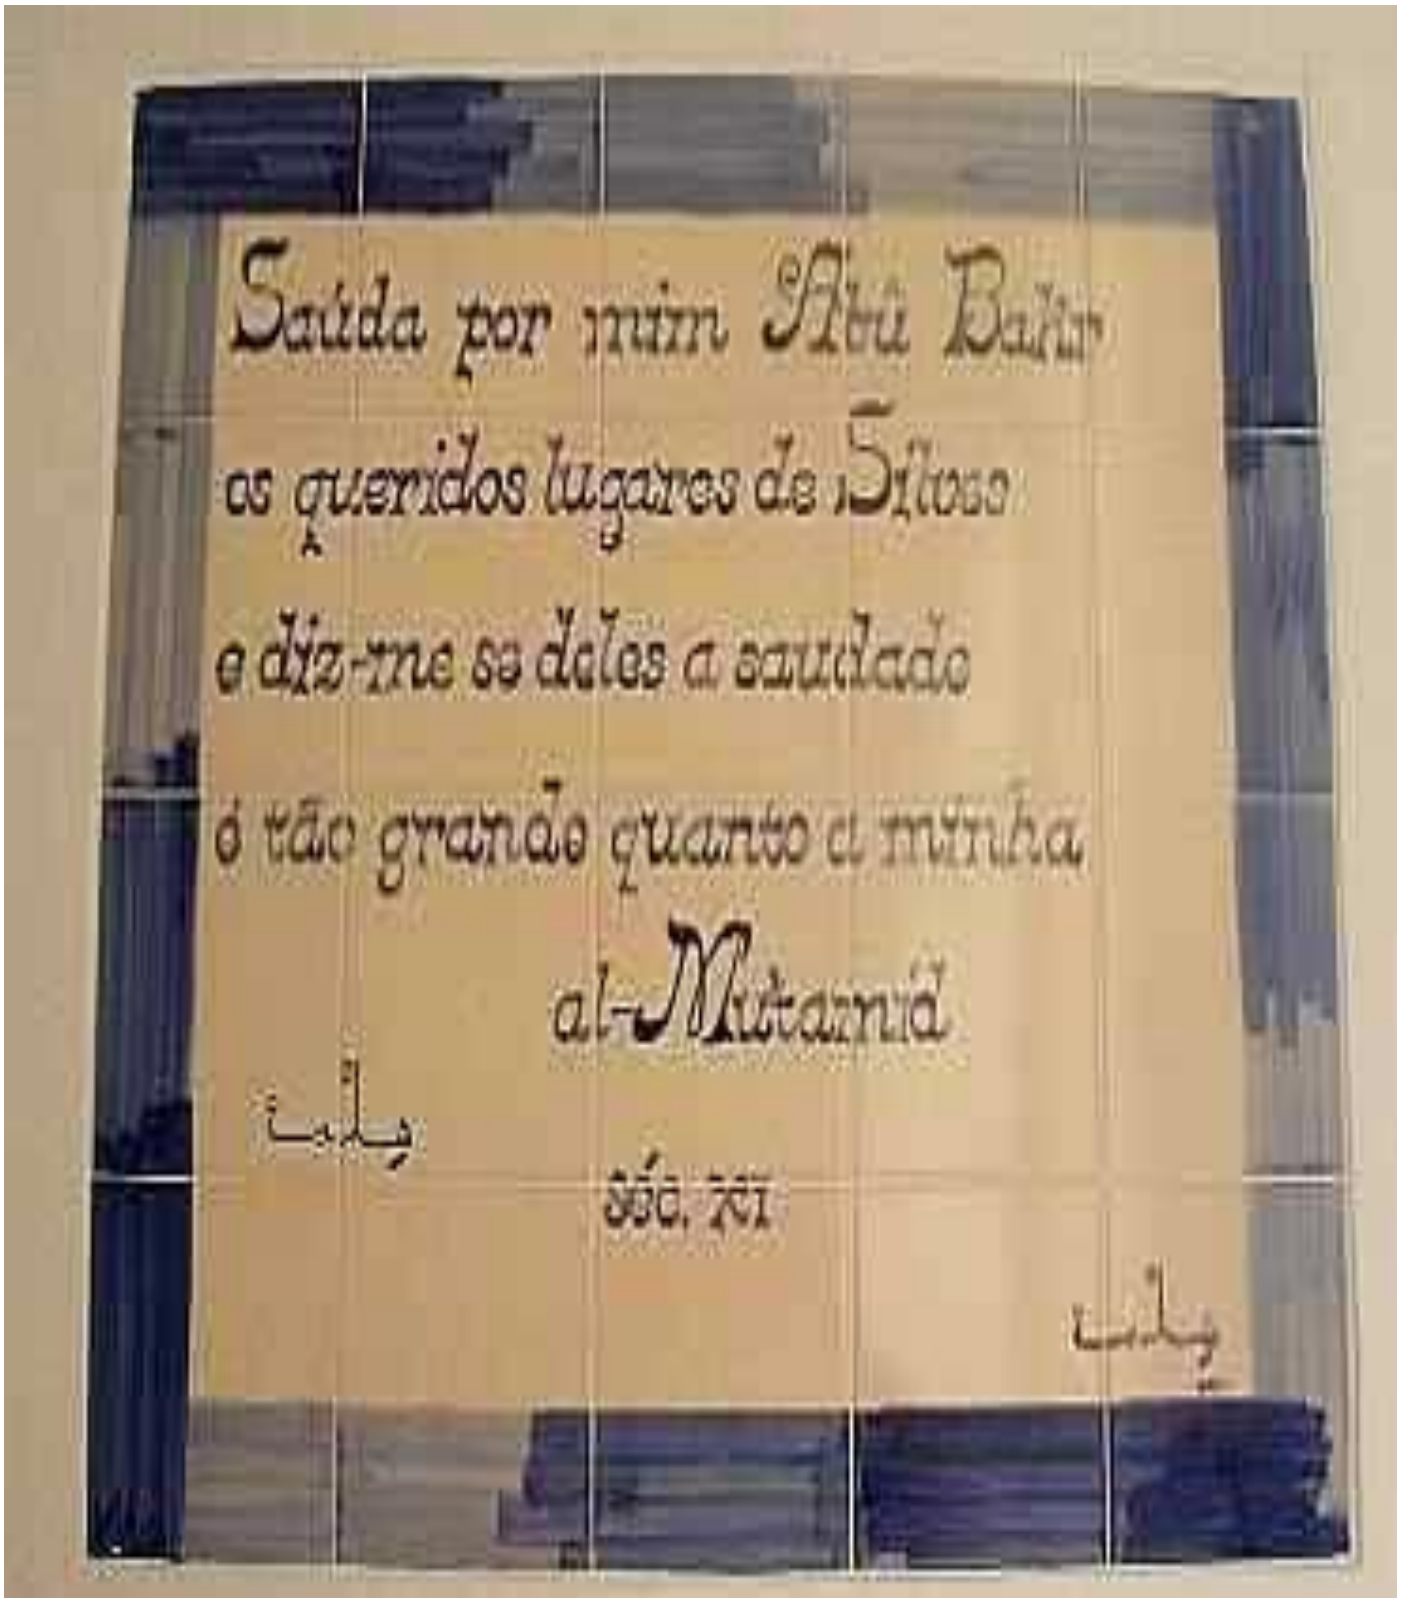 Saúda por mim Abû Bakr
os queridos lugares de Silves
e diz-me se deles a saudade
é tão grande quanto a minha
al-Mutamid
séc. XI